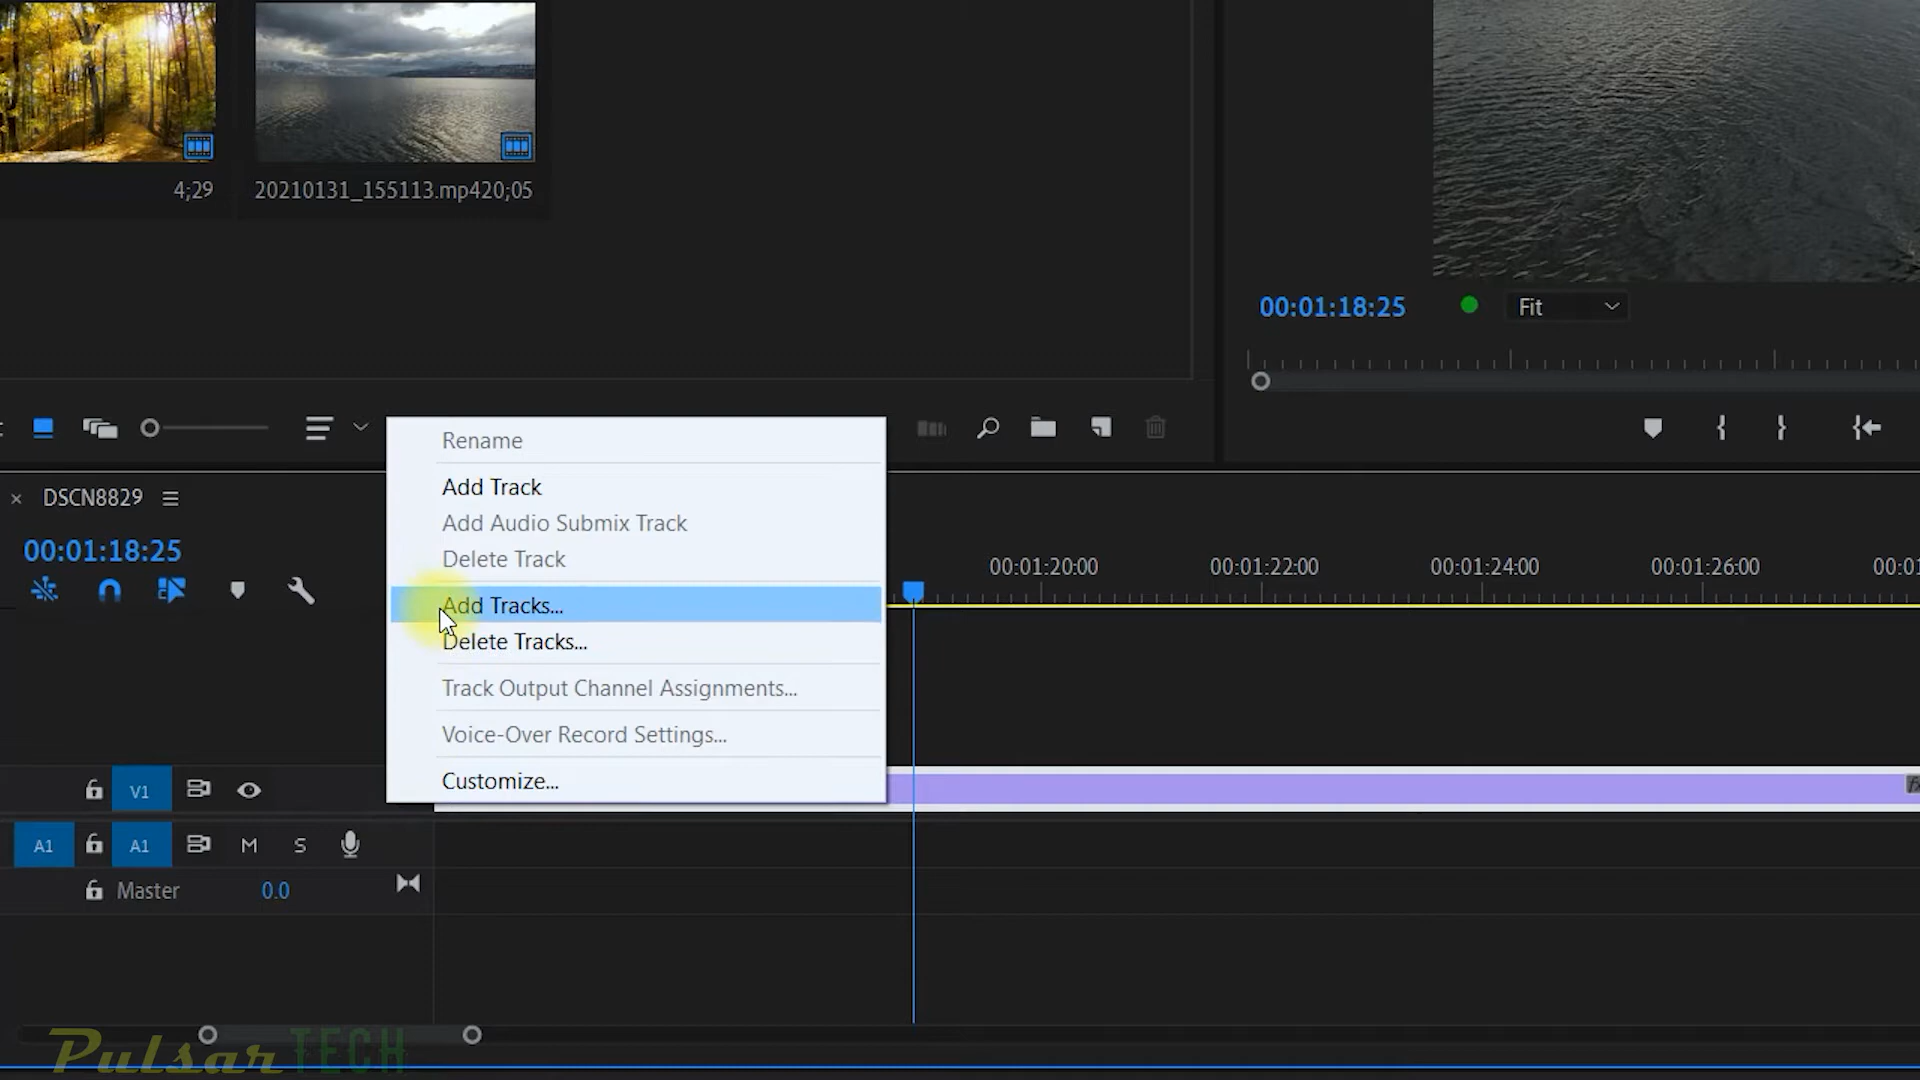 4;29
20210131_155113.mp420;05
00:01:18:25
Fit
Rename
Add Track
Add Audio Submix Track
Delete Track
Add Tracks...
Delete Tracks...
Track Output Channel Assignments...
Voice-Over Record Settings...
Customize...
× DSCN8829
00:01:18:25
00:01:20:00 00:01:22:00 00:01:24:00 00:01:26:00
V1
A1 A1 M S
Master 0.0
Pulsar TECH